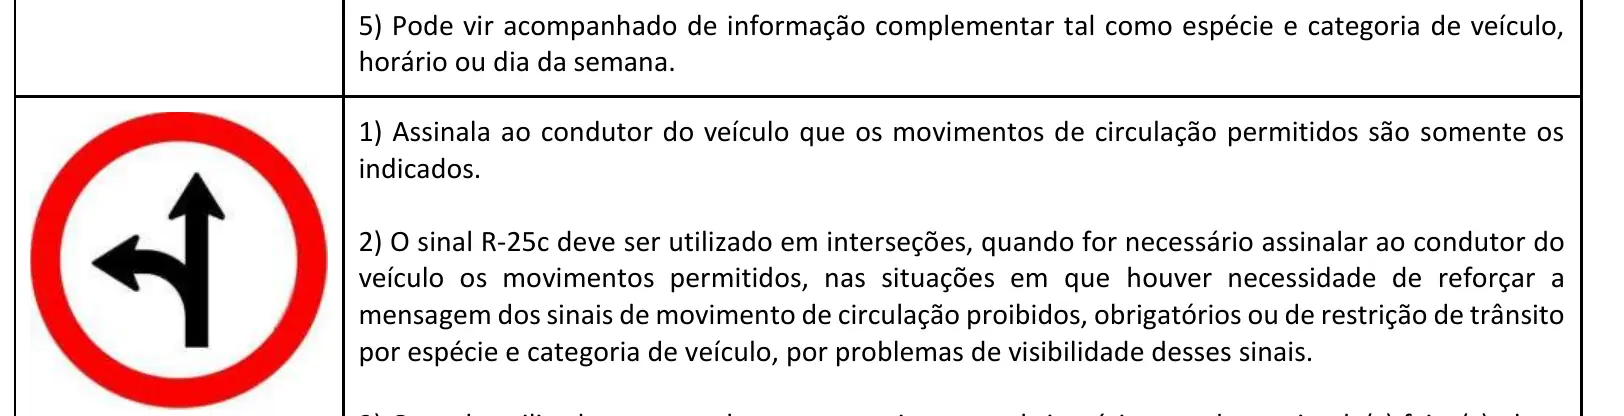 5) Pode vir acompanhado de informação complementar tal como espécie e categoria de veículo,
horário ou dia da semana.
1) Assinala ao condutor do veículo que os movimentos de circulação permitidos são somente os
indicados.
2) O sinal R-25c deve ser utilizado em interseções, quando for necessário assinalar ao condutor do
veículo os movimentos permitidos, nas situações em que houver necessidade de reforçar a
mensagem dos sinais de movimento de circulação proibidos, obrigatórios ou de restrição de trânsito
por espécie e categoria de veículo, por problemas de visibilidade desses sinais.